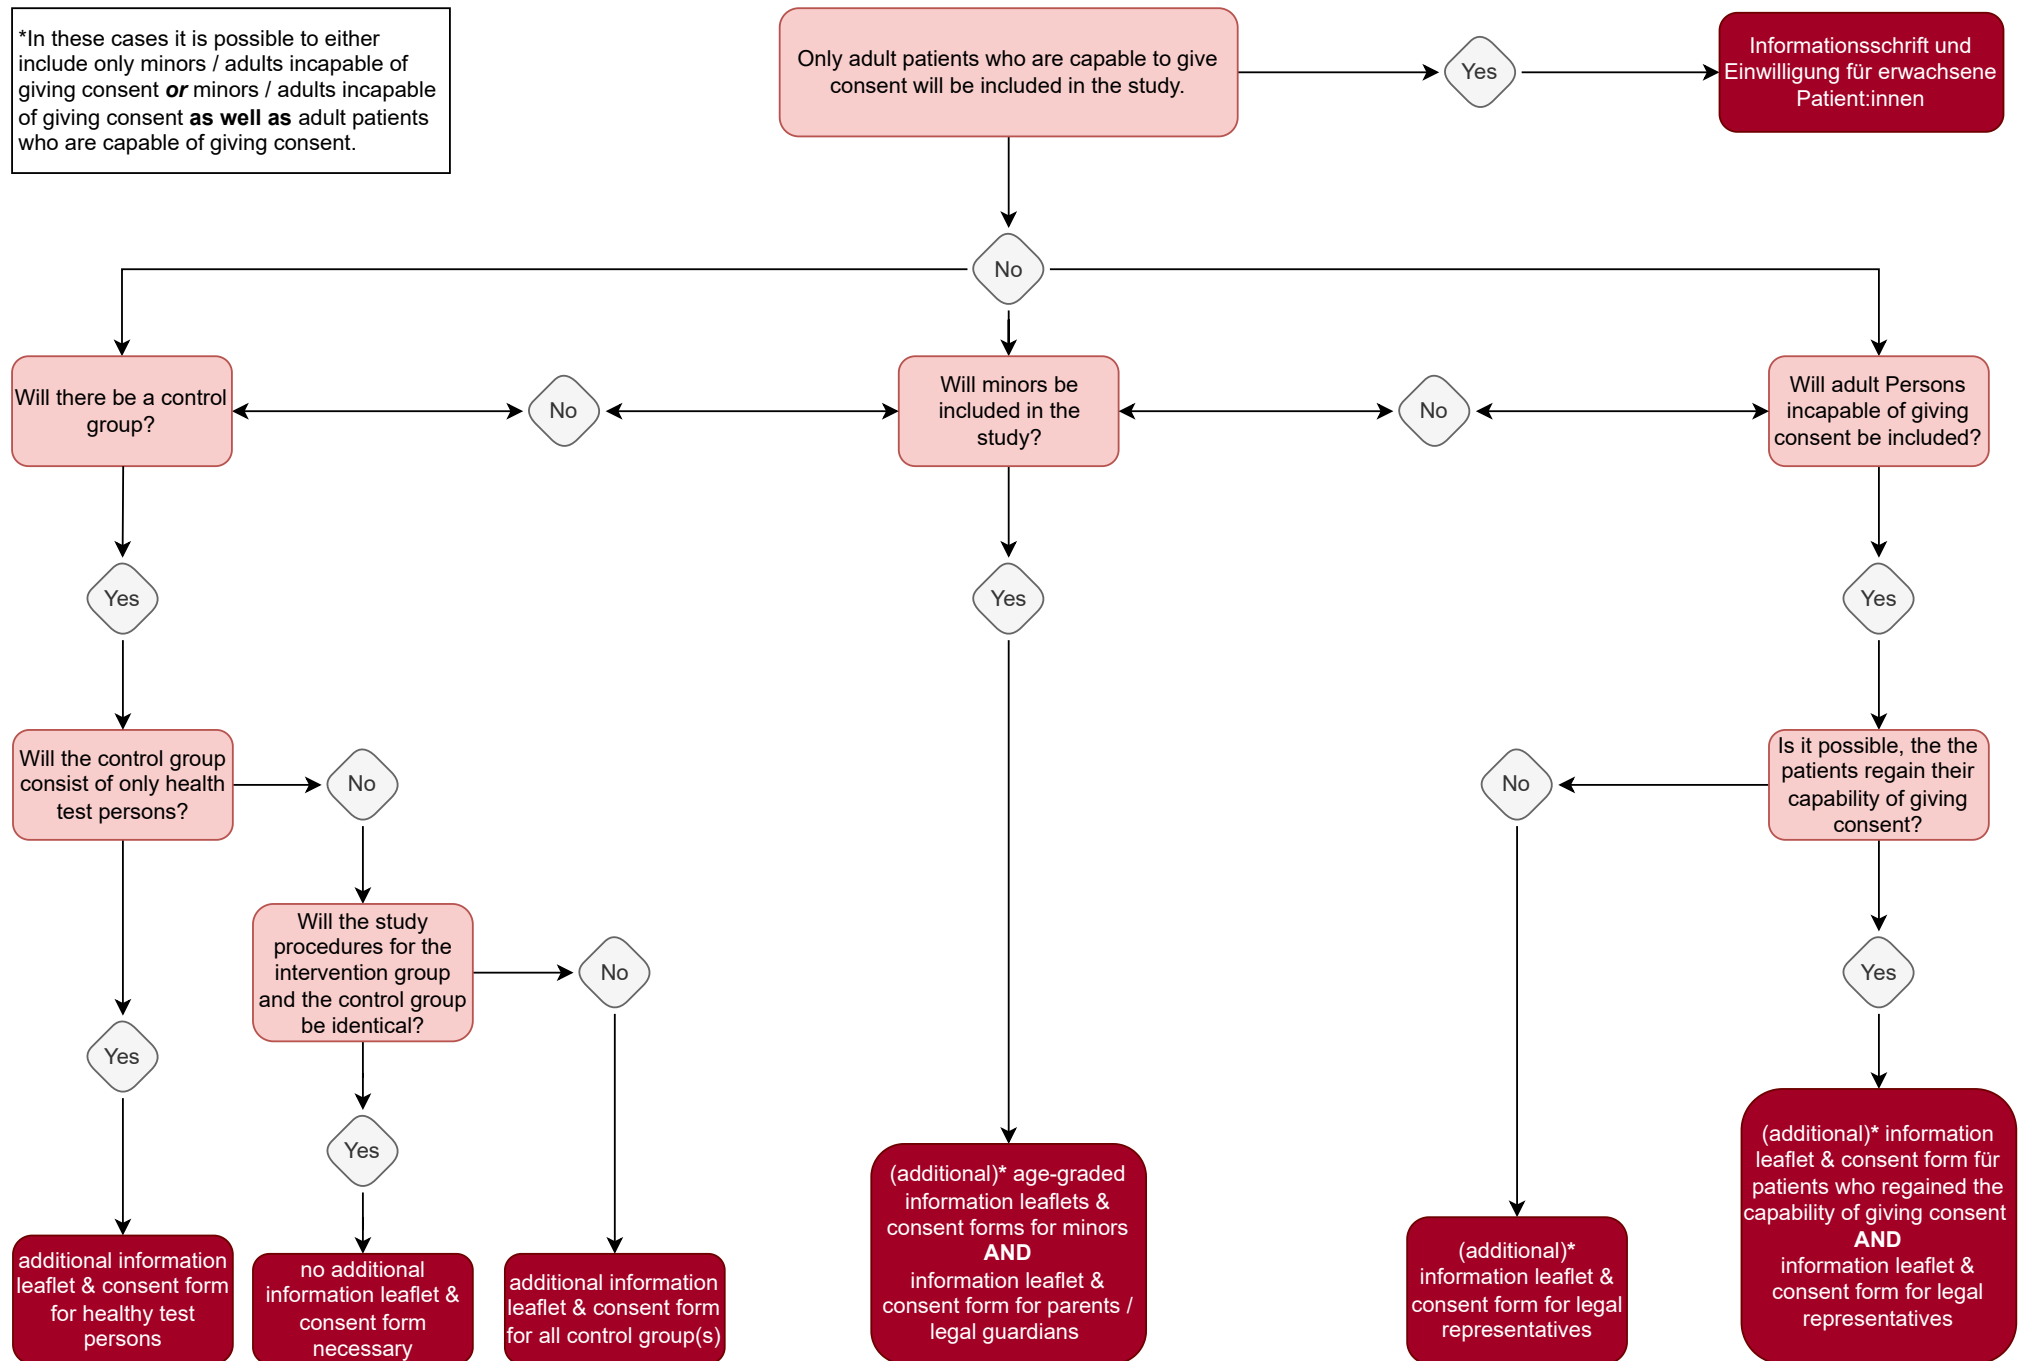 *In these cases it is possible to either
include only minors / adults incapable of
giving consent or minors / adults incapable
of giving consent as well as adult patients
who are capable of giving consent.
Only adult patients who are capable to give
consent will be included in the study.
Yes
Informationsschrift und
Einwilligung für erwachsene
Patient:innen
No
Will there be a control
group?
No
Will minors be
included in the
study?
No
Will adult Persons
incapable of giving
consent be included?
Yes
Yes
Yes
Will the control group
consist of only health
test persons?
No
No
Is it possible, the the
patients regain their
capability of giving
consent?
Will the study
procedures for the
intervention group
and the control group
be identical?
No
Yes
Yes
Yes
additional information
leaflet & consent form
for healthy test
persons
no additional
information leaflet &
consent form
necessary
additional information
leaflet & consent form
for all control group(s)
(additional)* age-graded
information leaflets &
consent forms for minors
AND
information leaflet &
consent form for parents /
legal guardians
(additional)*
information leaflet &
consent form for legal
representatives
(additional)* information
leaflet & consent form für
patients who regained the
capability of giving consent
AND
information leaflet &
consent form for legal
representatives